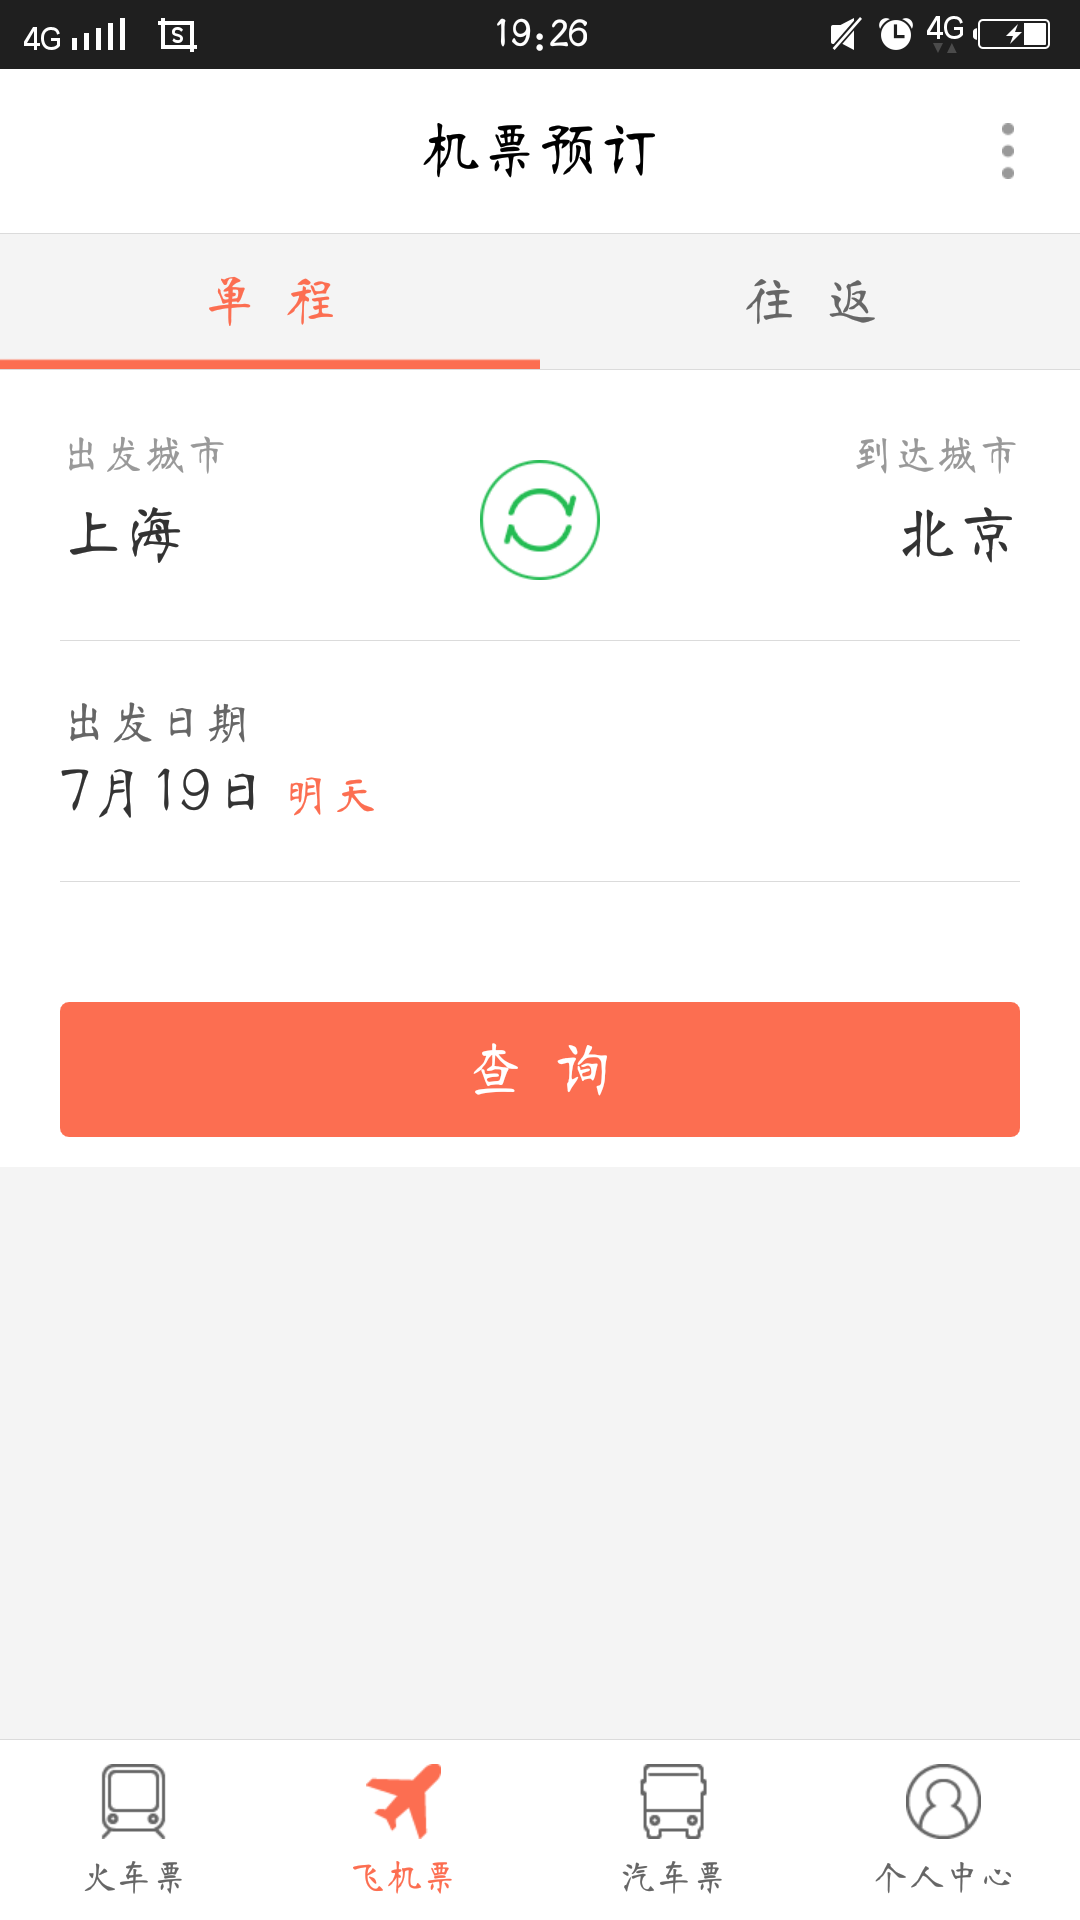 4G S 19:26 4G
机票预订
单 程 往 返
出发城市 到达城市
上海 北京
出发日期
7月19日 明天
查 询
火车票 飞机票 汽车票 个人中心